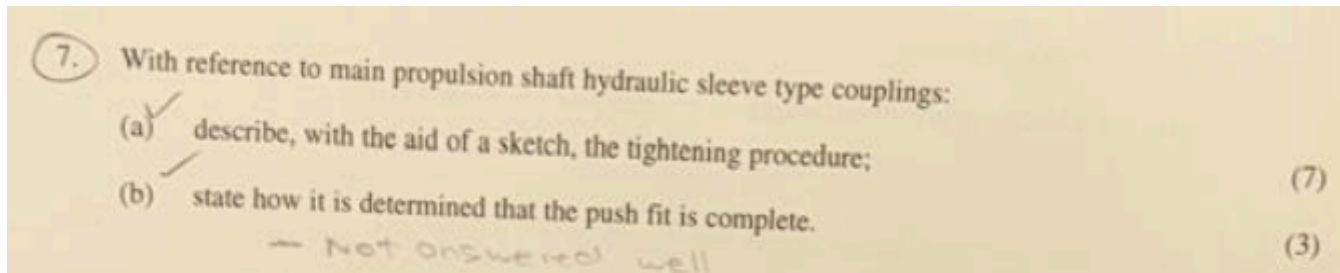 7. With reference to main propulsion shaft hydraulic sleeve type couplings:
(a) describe, with the aid of a sketch, the tightening procedure;
(7)
(b) state how it is determined that the push fit is complete.
(3)
— Not answered well